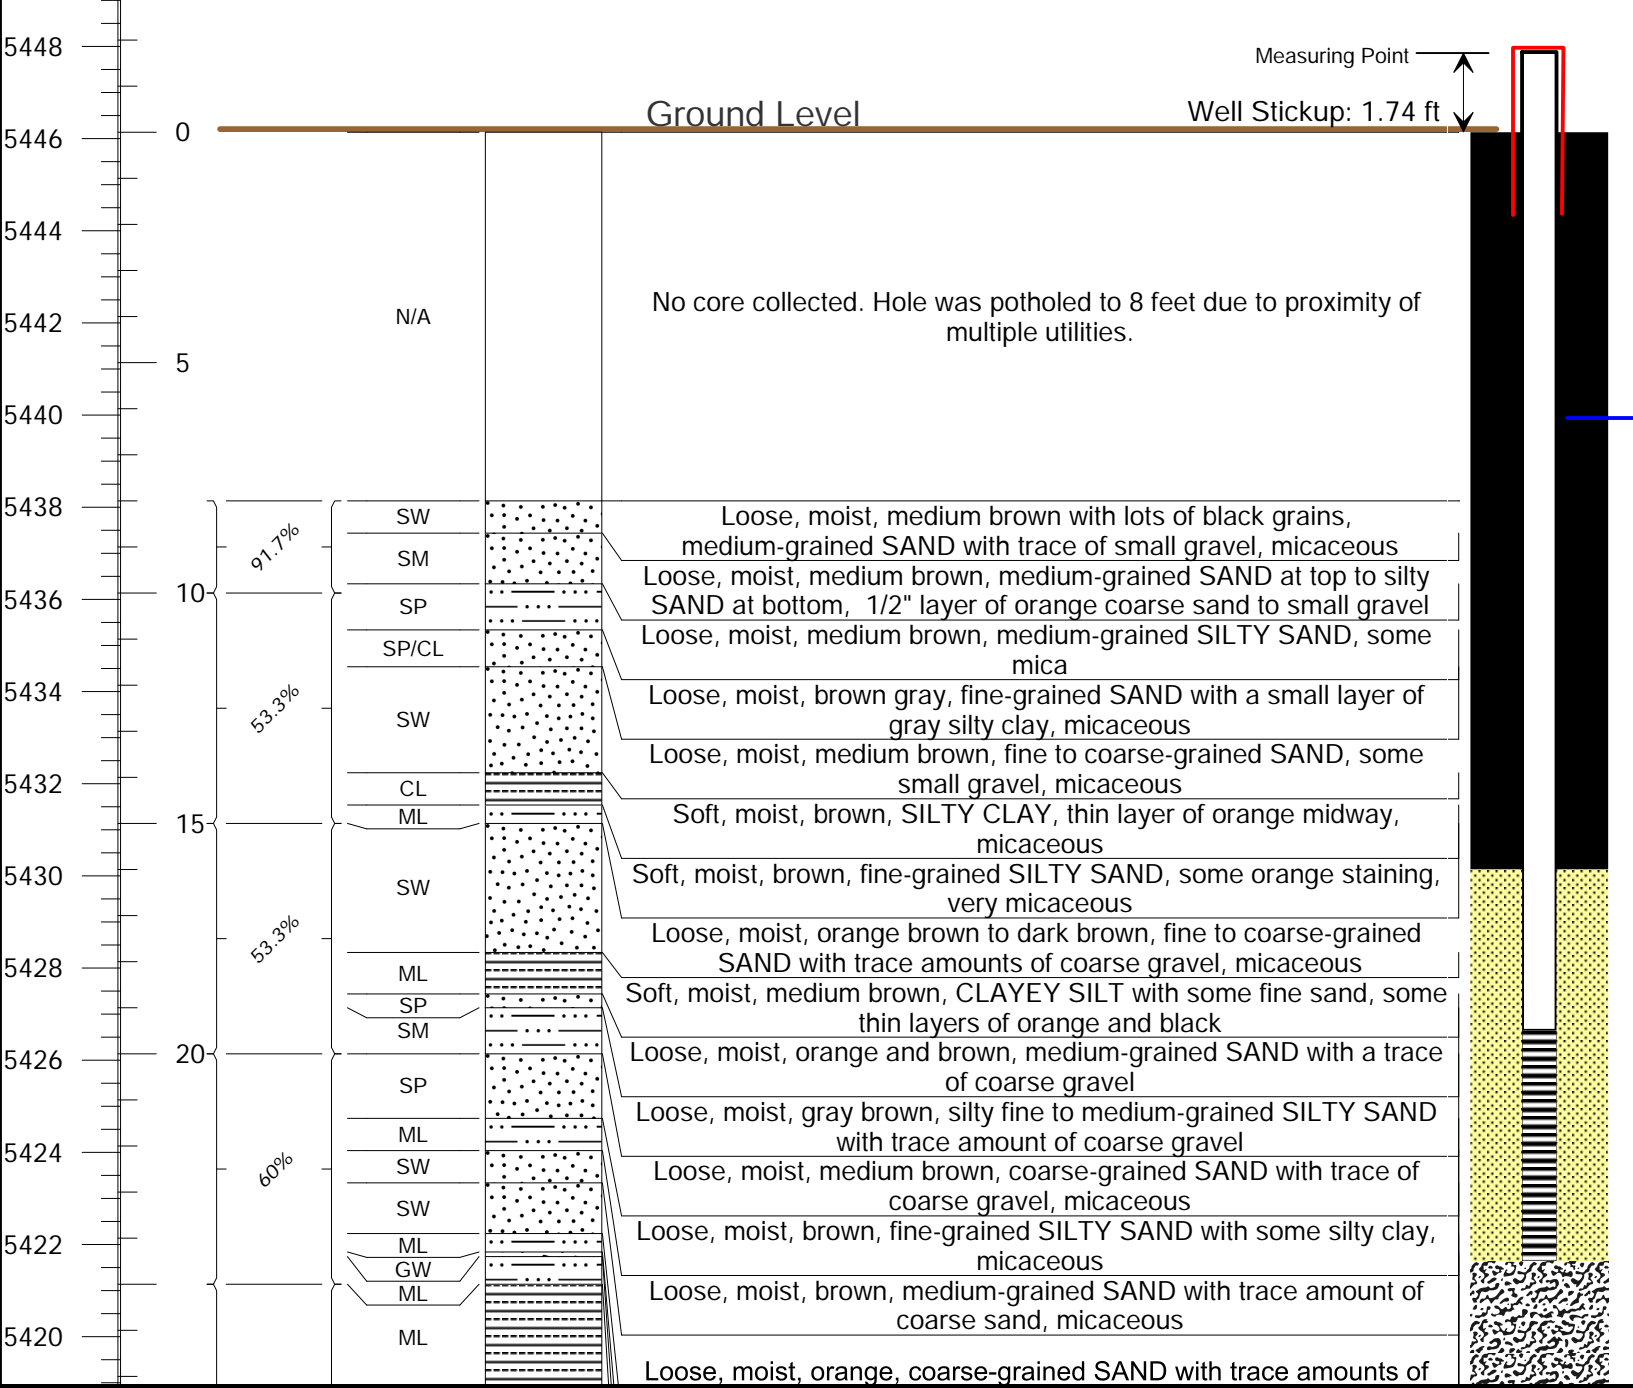 5448
Measuring Point
Ground Level
Well Stickup: 1.74 ft
5446
0
5444
5442
N/A
No core collected. Hole was potholed to 8 feet due to proximity of
multiple utilities.
5
5440
5438
91.7%
SW
Loose, moist, medium brown with lots of black grains,
medium-grained SAND with trace of small gravel, micaceous
SM
Loose, moist, medium brown, medium-grained SAND at top to silty
SAND at bottom, 1/2" layer of orange coarse sand to small gravel
5436
10
SP
Loose, moist, medium brown, medium-grained SILTY SAND, some
mica
SP/CL
Loose, moist, brown gray, fine-grained SAND with a small layer of
gray silty clay, micaceous
5434
53.3%
SW
Loose, moist, medium brown, fine to coarse-grained SAND, some
small gravel, micaceous
5432
CL
Soft, moist, brown, SILTY CLAY, thin layer of orange midway,
micaceous
15
ML
Soft, moist, brown, fine-grained SILTY SAND, some orange staining,
very micaceous
5430
53.3%
SW
Loose, moist, orange brown to dark brown, fine to coarse-grained
SAND with trace amounts of coarse gravel, micaceous
5428
ML
Soft, moist, medium brown, CLAYEY SILT with some fine sand, some
thin layers of orange and black
SP
Loose, moist, orange and brown, medium-grained SAND with a trace
of coarse gravel
SM
Loose, moist, gray brown, silty fine to medium-grained SILTY SAND
with trace amount of coarse gravel
5426
20
SP
Loose, moist, medium brown, coarse-grained SAND with trace of
coarse gravel, micaceous
5424
60%
ML
Loose, moist, brown, fine-grained SILTY SAND with some silty clay,
micaceous
SW
Loose, moist, brown, medium-grained SAND with trace amount of
coarse sand, micaceous
SW
Loose, moist, orange, coarse-grained SAND with trace amounts of
5422
ML
GW
ML
5420
ML